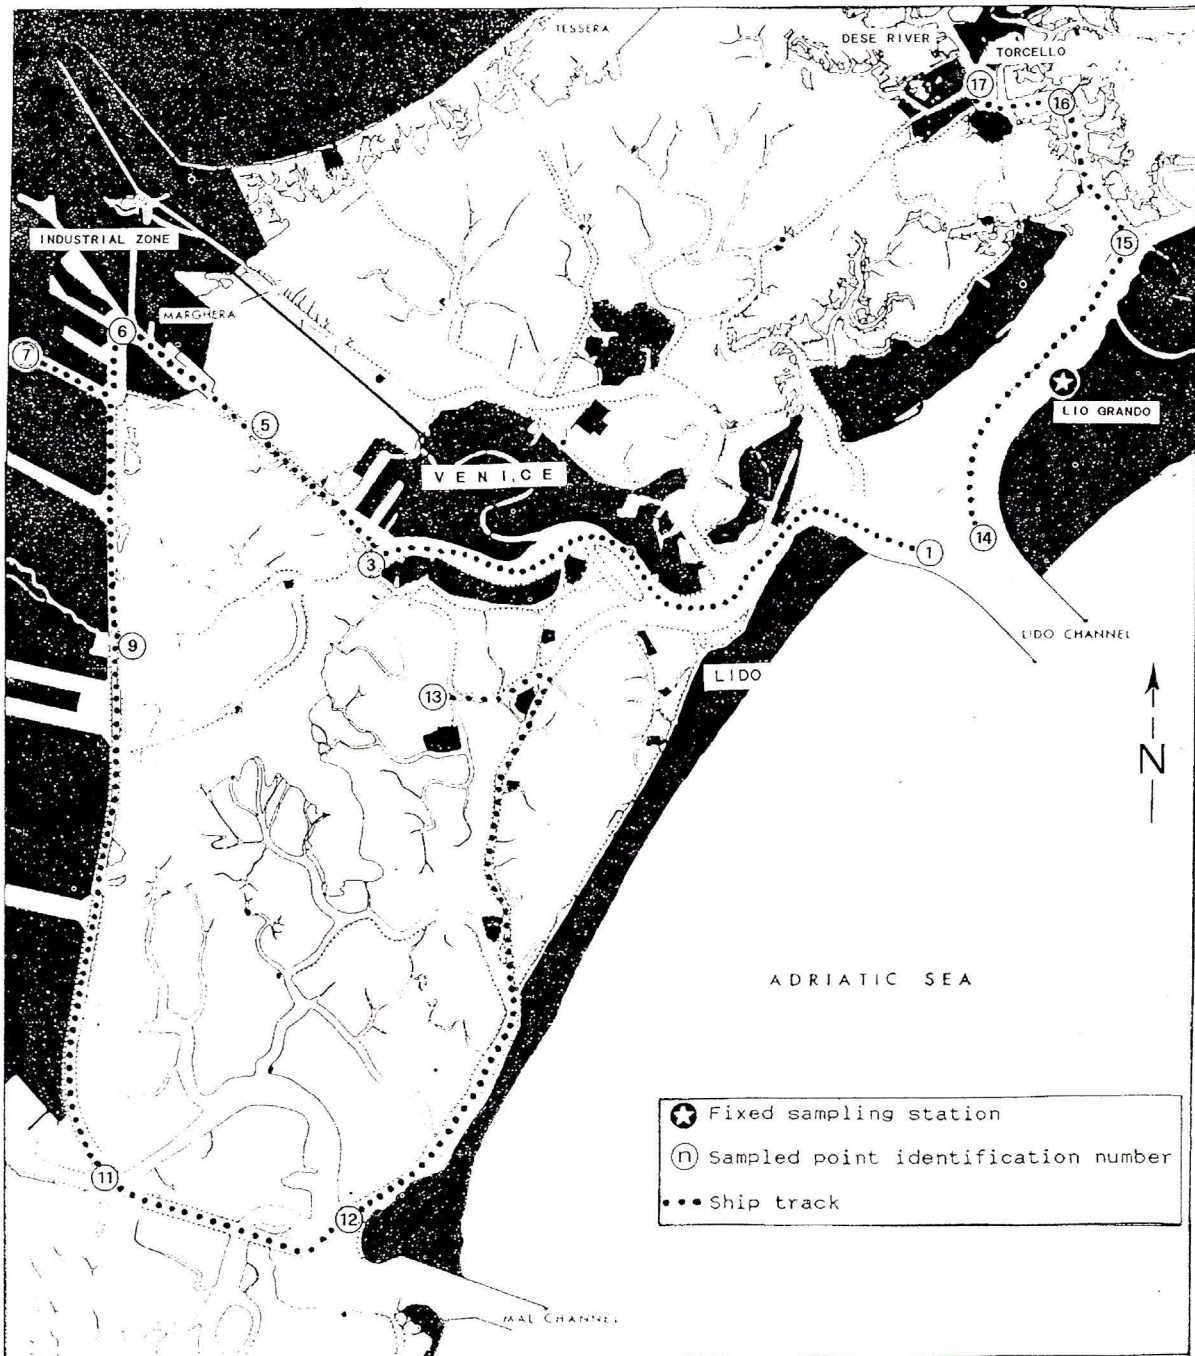 TESSERA
DESE RIVER
TORCELLO
17
16
INDUSTRIAL ZONE
15
MARGHERA
6
7
LIO GRANDO
5
VENICE
14
1
3
LIDO CHANNEL
9
LIDO
13
N
ADRIATIC SEA
Fixed sampling station
n Sampled point identification number
Ship track
11
12
MAL CHANNEL